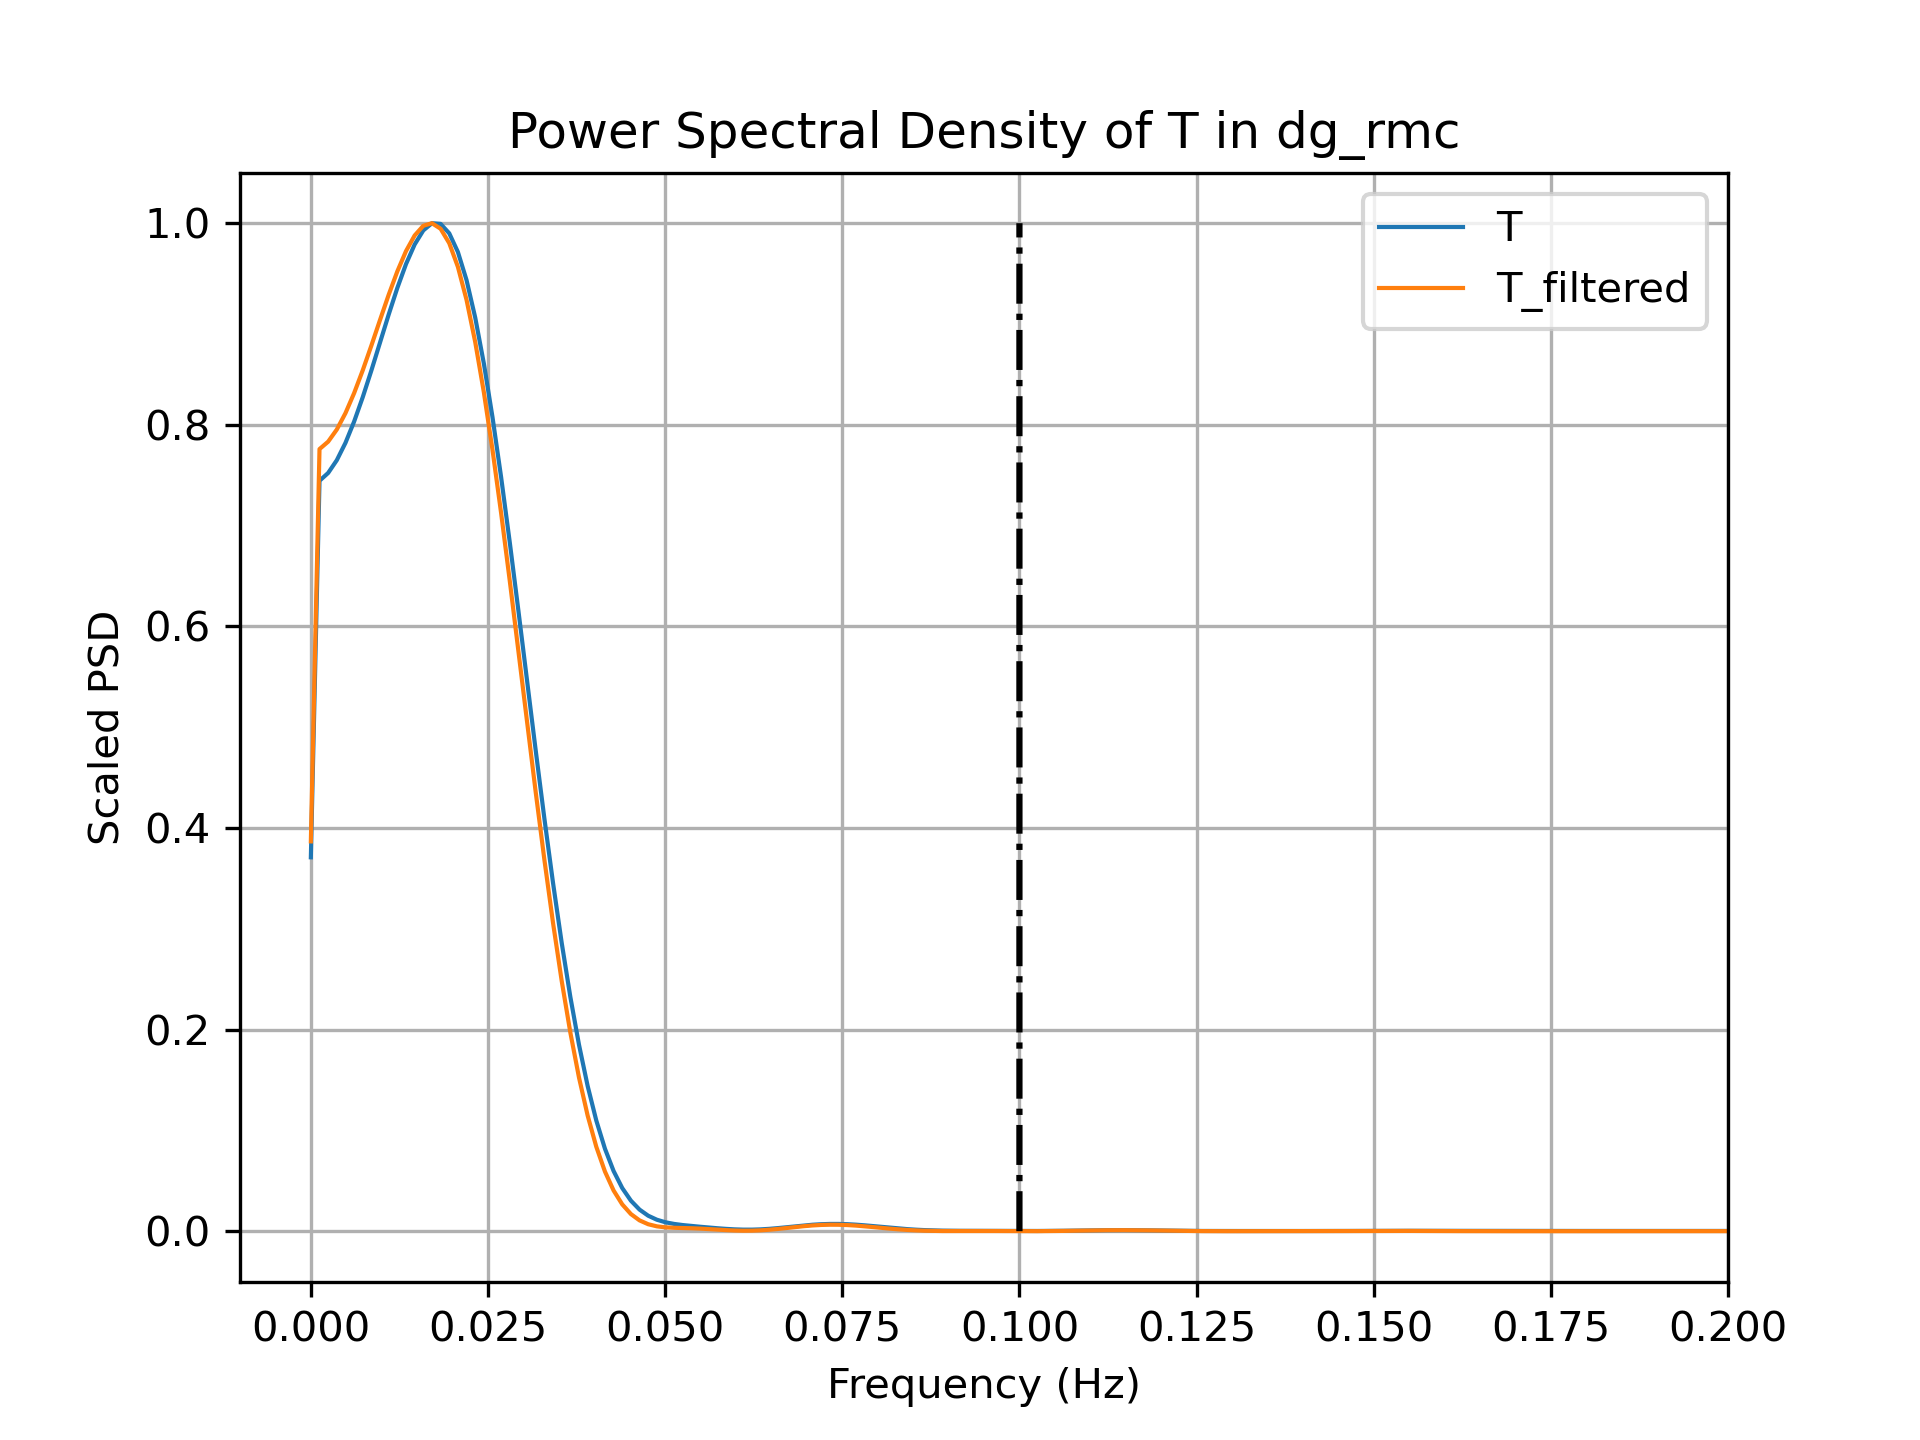 Power Spectral Density of T in dg_rmc
T
T_filtered
Scaled PSD
1.0
0.8
0.6
0.4
0.2
0.0
0.000 0.025 0.050 0.075 0.100 0.125 0.150 0.175 0.200
Frequency (Hz)